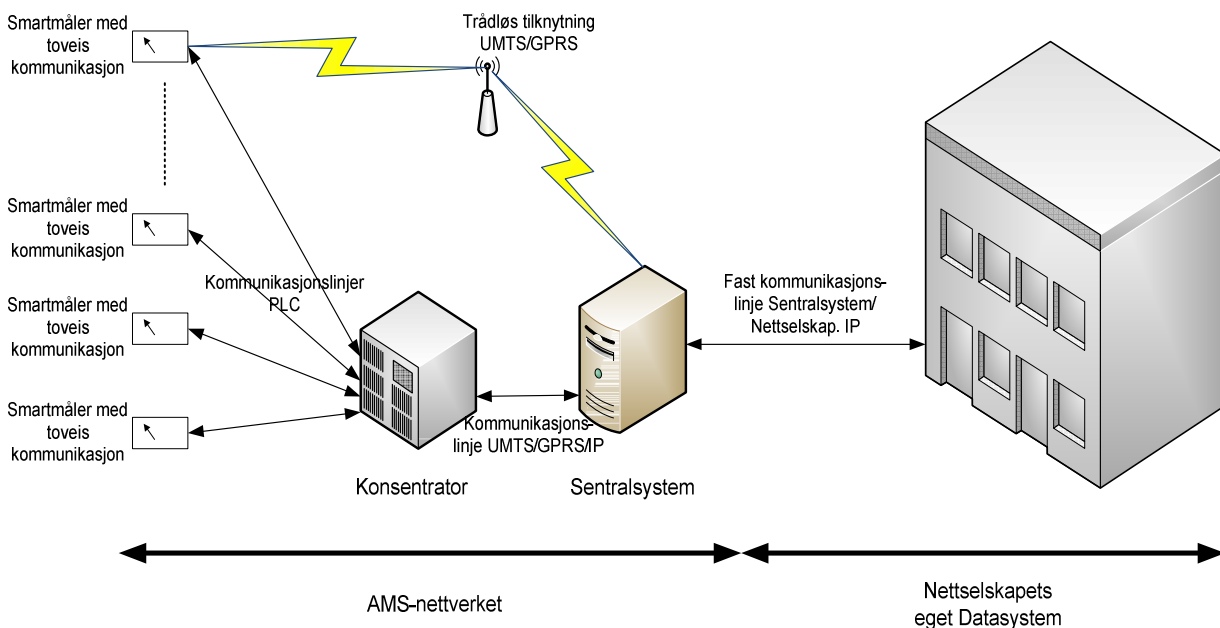 Smartmåler med
toveis
kommunikasjon
Trådløs tilknytning
UMTS/GPRS
Smartmåler med
toveis
kommunikasjon
Kommunikasjonslinjer
PLC
Smartmåler med
toveis
kommunikasjon
Smartmåler med
toveis
kommunikasjon
Fast kommunikasjons-
linje Sentralsystem/
Nettselskap. IP
Kommunikasjons-
linje UMTS/GPRS/IP
Konsentrator
Sentralsystem
AMS-nettverket
Nettselskapets
eget Datasystem